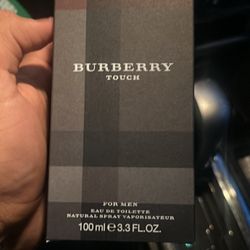 BURBERRY
TOUCH
FOR MEN
EAU DE TOILETTE
NATURAL SPRAY VAPORISATEUR
100 ml ℮ 3.3 FL.OZ.